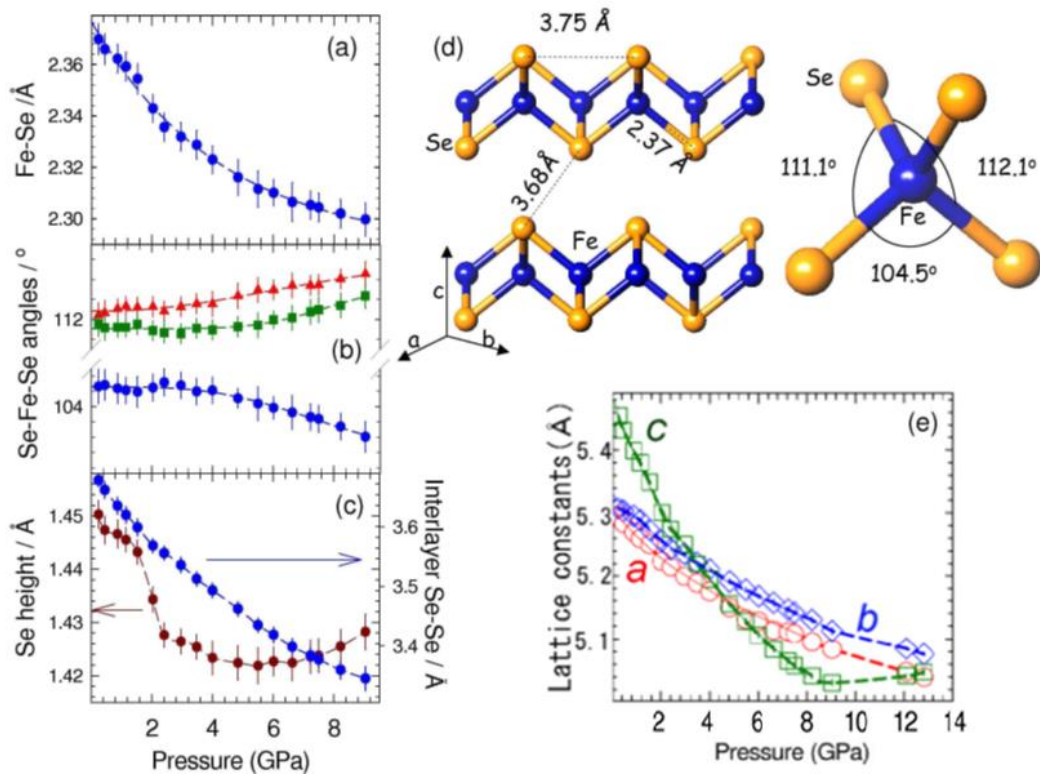 (a)
Fe-Se /Å
2.36
2.34
2.33
2.32
2.30
Se-Fe-Se angles / °
112
104
(b)
(c)
Se height / Å
1.45
1.44
1.43
1.42
3.6
3.5
3.4
Interlayer Se-Se/ Å
2 4 6 8
Pressure (GPa)
(d)
3.75 Å
Se
2.37 Å
3.68Å
Fe
c
a b
Se
111.1° 112.1°
Fe
104.5°
(e)
Lattice constants(Å)
5.4
5.3
5.2
5.1
c
a
b
2 4 6 8 10 12 14
Pressure (GPa)